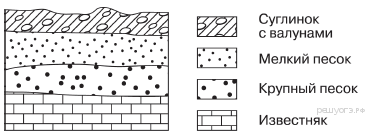 Суглинок
с валунами
Мелкий песок
Крупный песок
Известняк
решуогэ.рф